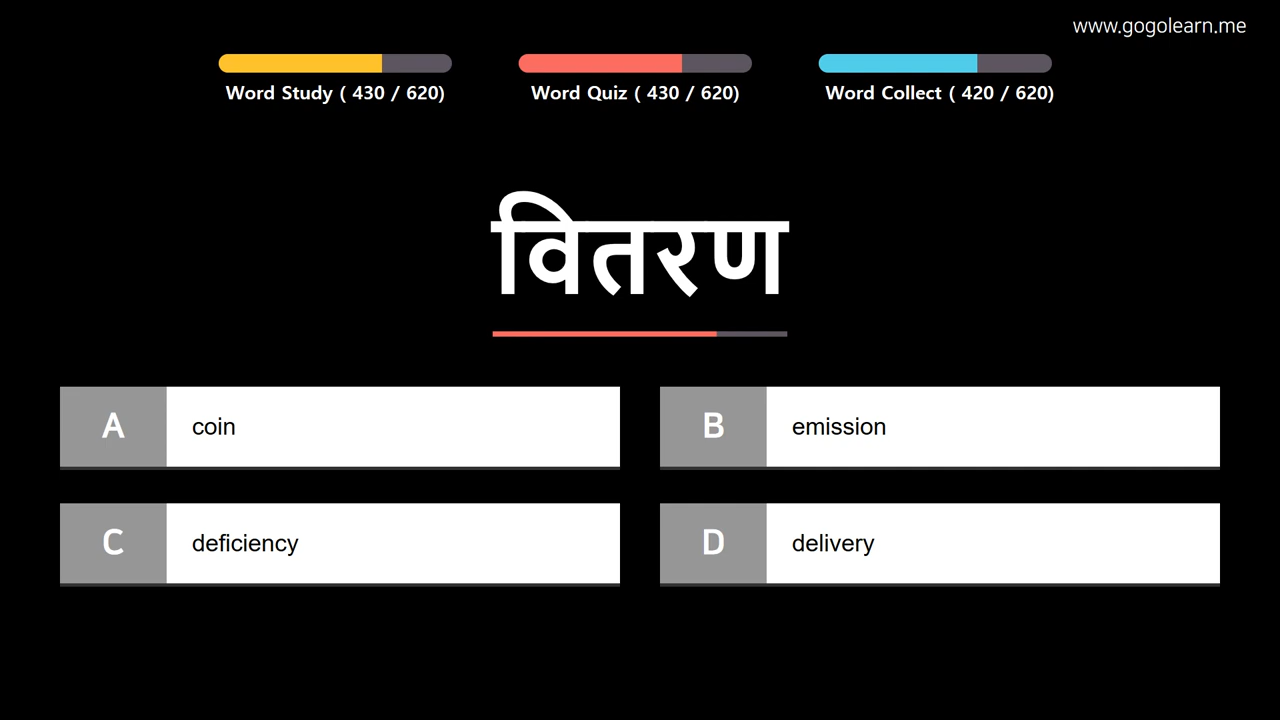 www.gogolearn.me
Word Study ( 430 / 620)
Word Quiz ( 430 / 620)
Word Collect ( 420 / 620)
वितरण
A coin
B emission
C deficiency
D delivery